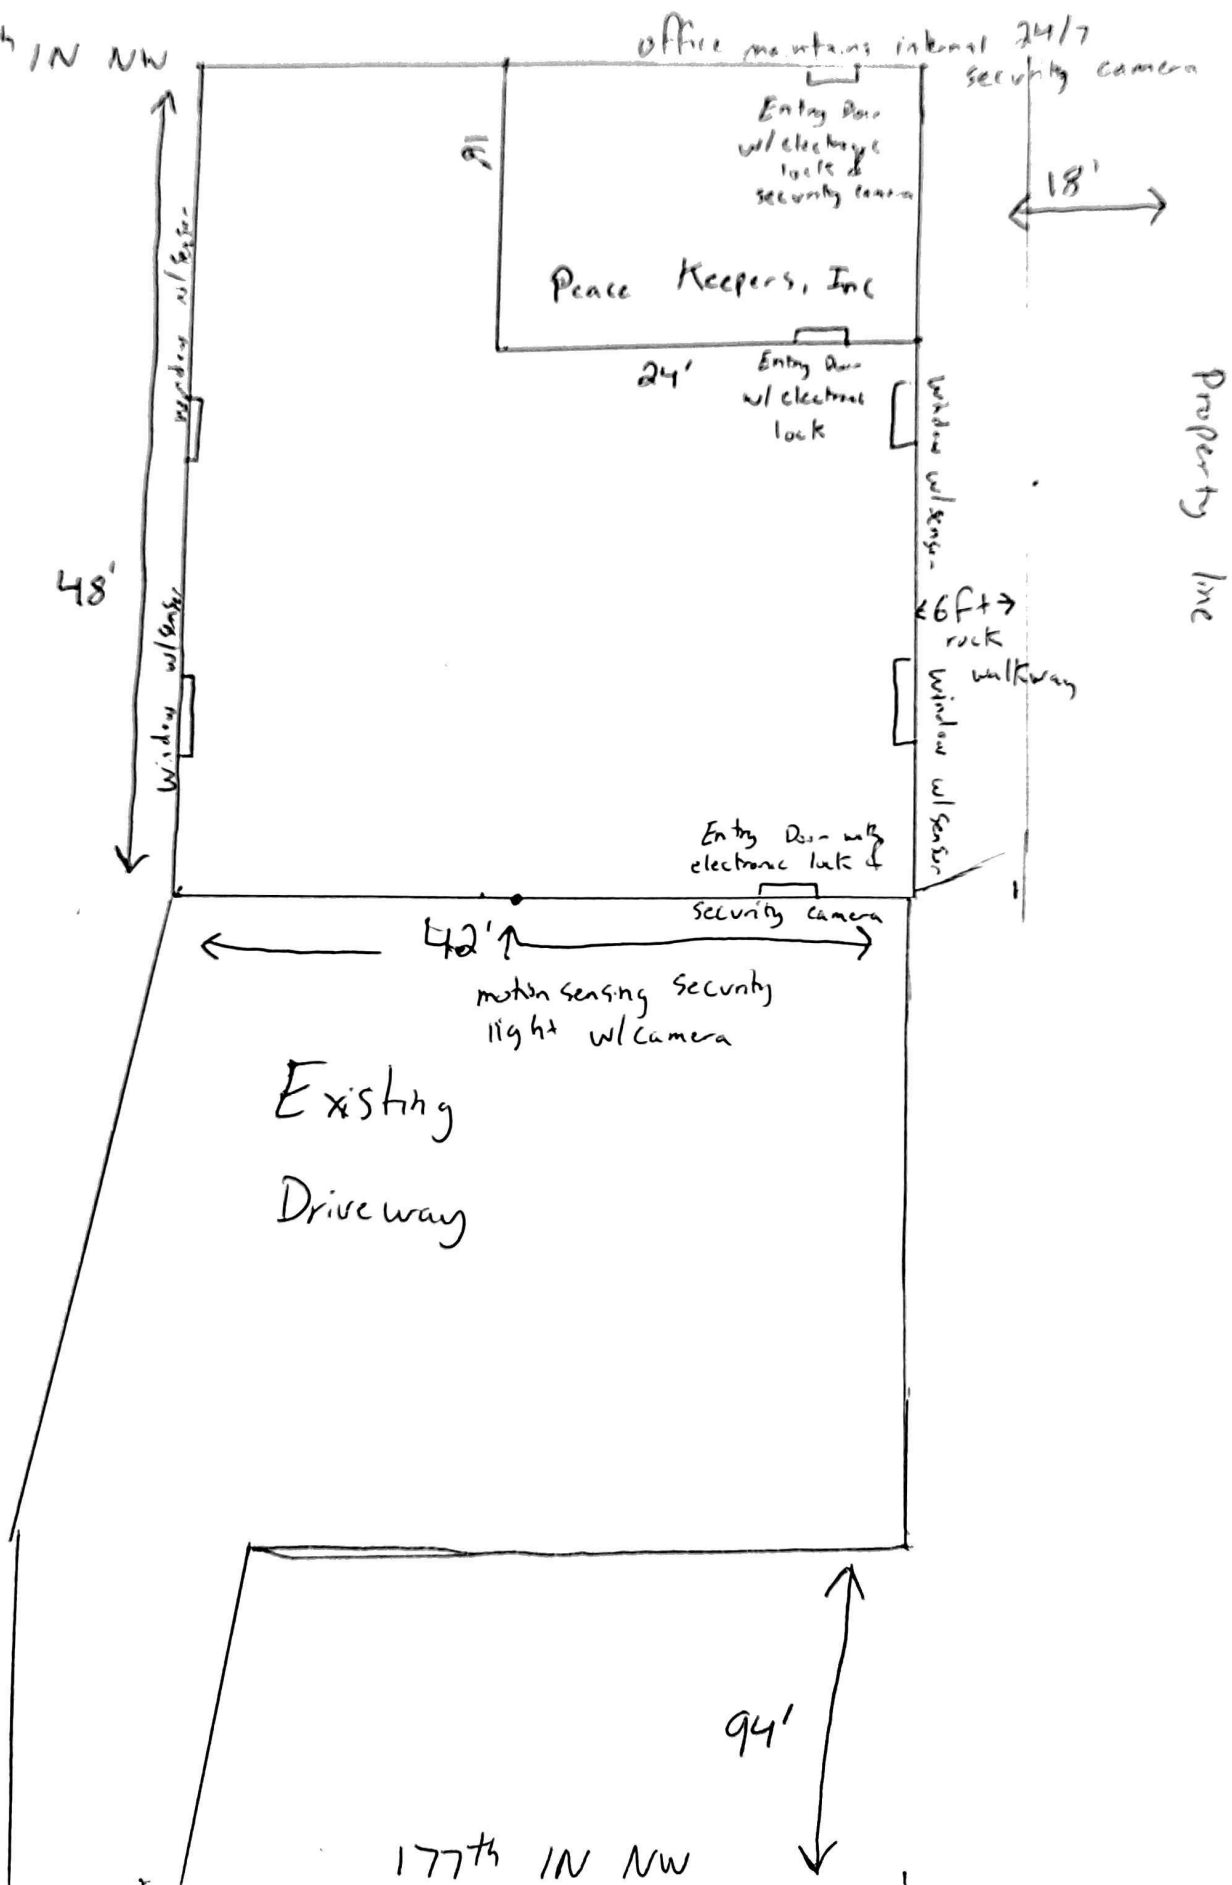 IN NW
office maintains internal 24/7
security camera
Entry Door
w/ electronic
lock &
security camera
16'
18'
Peace Keepers, Inc
24'
Entry Door
w/ electronic
lock
window w/ sensor
window w/ sensor
window w/ sensor
window w/ sensor
Property line
48'
6ft
rock
walkway
Entry Door with
electronic lock &
security camera
42'
motion sensing security
light w/ camera
Existing
Driveway
94'
177th IN NW